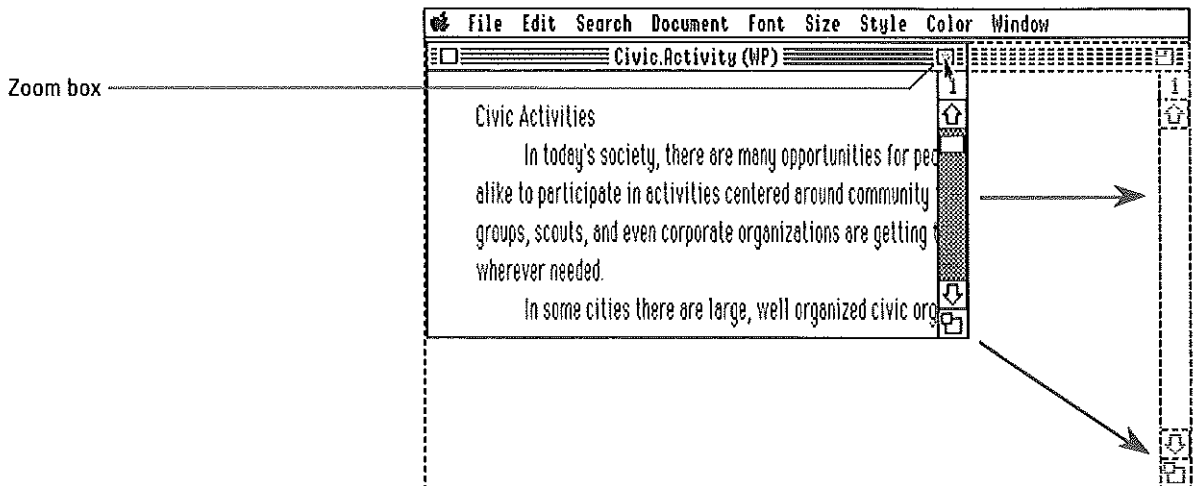 File Edit Search Document Font Size Style Color Window
Civic.Activity (WP)
Zoom box
1
1
Civic Activities
In today's society, there are many opportunities for peo
alike to participate in activities centered around community
groups, scouts, and even corporate organizations are getting
wherever needed.
In some cities there are large, well organized civic org